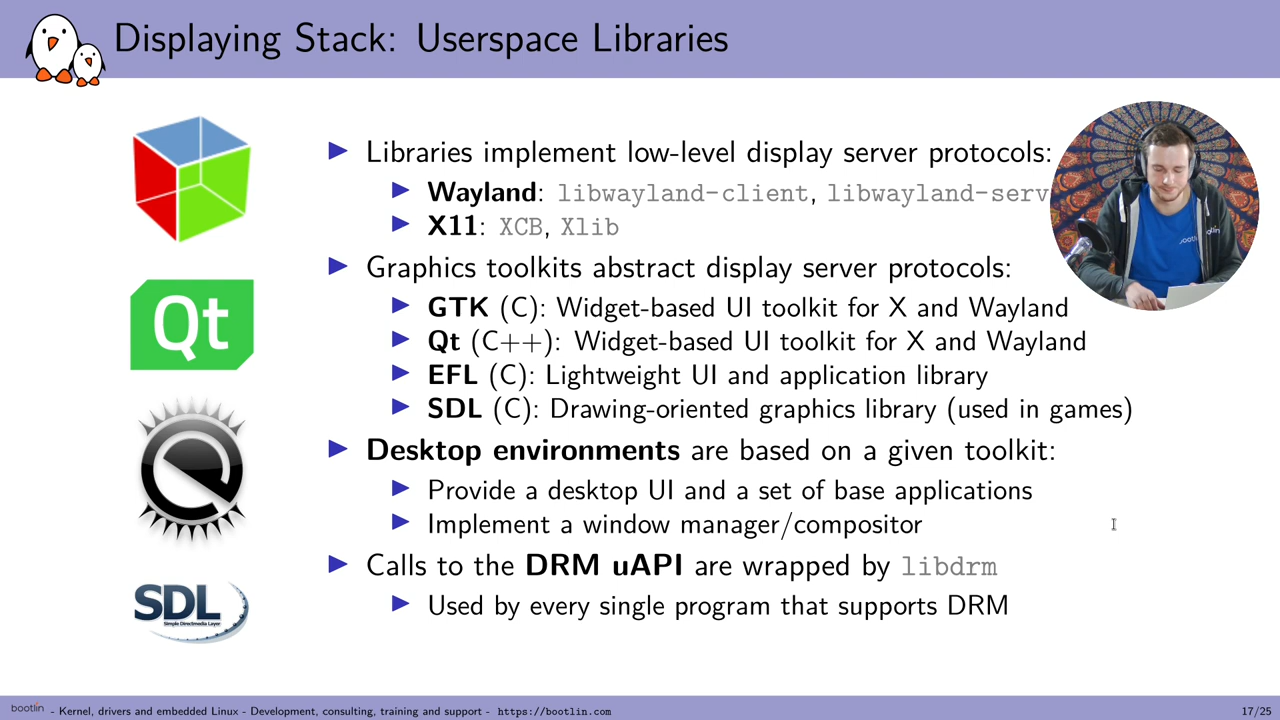 Displaying Stack: Userspace Libraries
▶ Libraries implement low-level display server protocols:
▶ Wayland: libwayland-client, libwayland-serv
▶ X11: XCB, Xlib
▶ Graphics toolkits abstract display server protocols:
▶ GTK (C): Widget-based UI toolkit for X and Wayland
▶ Qt (C++): Widget-based UI toolkit for X and Wayland
▶ EFL (C): Lightweight UI and application library
▶ SDL (C): Drawing-oriented graphics library (used in games)
▶ Desktop environments are based on a given toolkit:
▶ Provide a desktop UI and a set of base applications
▶ Implement a window manager/compositor
▶ Calls to the DRM uAPI are wrapped by libdrm
▶ Used by every single program that supports DRM
Qt
SDL
Simple Directmedia Layer
bootlin
bootlin - Kernel, drivers and embedded Linux - Development, consulting, training and support - https://bootlin.com
17/25